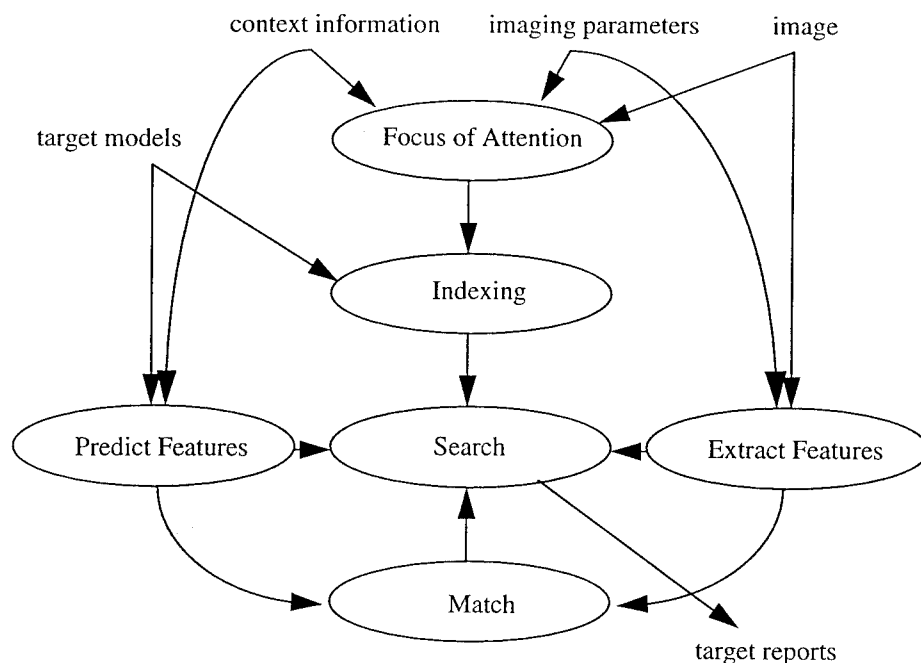 context information
imaging parameters
image
Focus of Attention
target models
Indexing
Predict Features
Search
Extract Features
Match
target reports